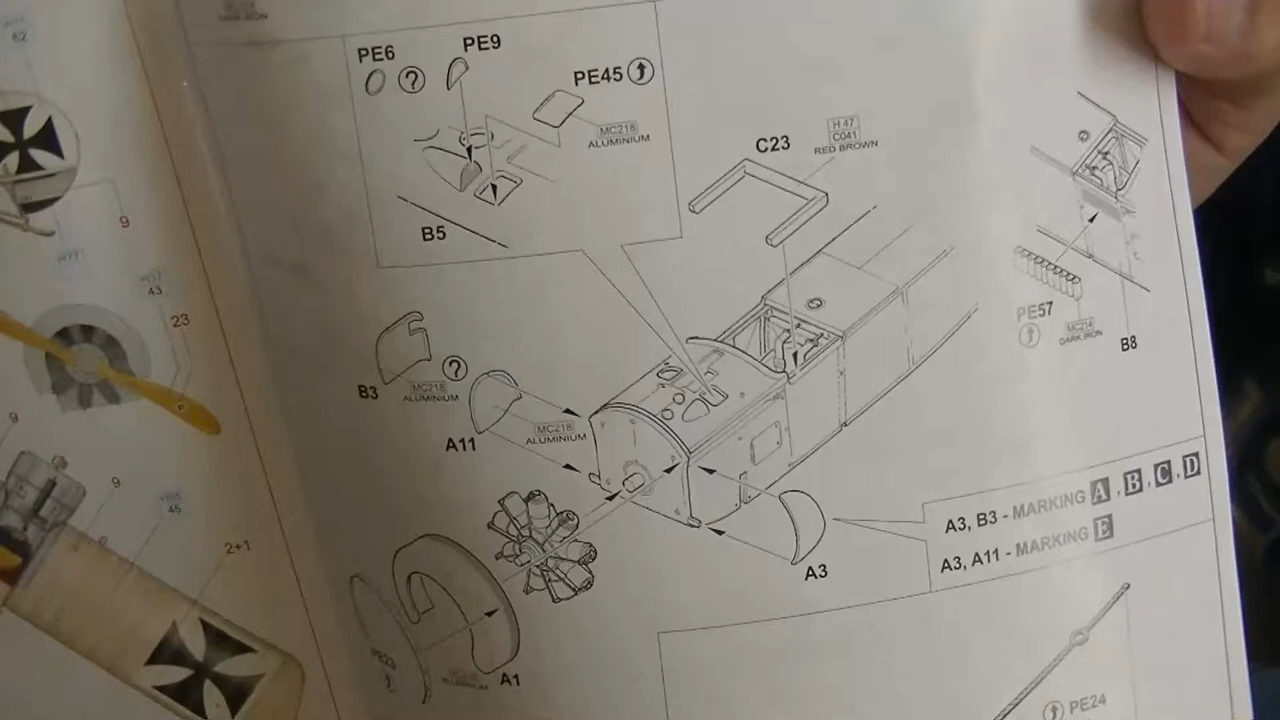 62
9
43
23
9
9
45
2+1
PE6
?
PE9
PE45
MC218
ALUMINIUM
B5
C23
H 47
C041
RED BROWN
PE57
MC214
DARK IRON
B8
B3
?
MC218
ALUMINIUM
A11
MC218
ALUMINIUM
A3
A3, B3 - MARKING A, B, C, D
A3, A11 - MARKING E
A1
ALUMINIUM
PE24